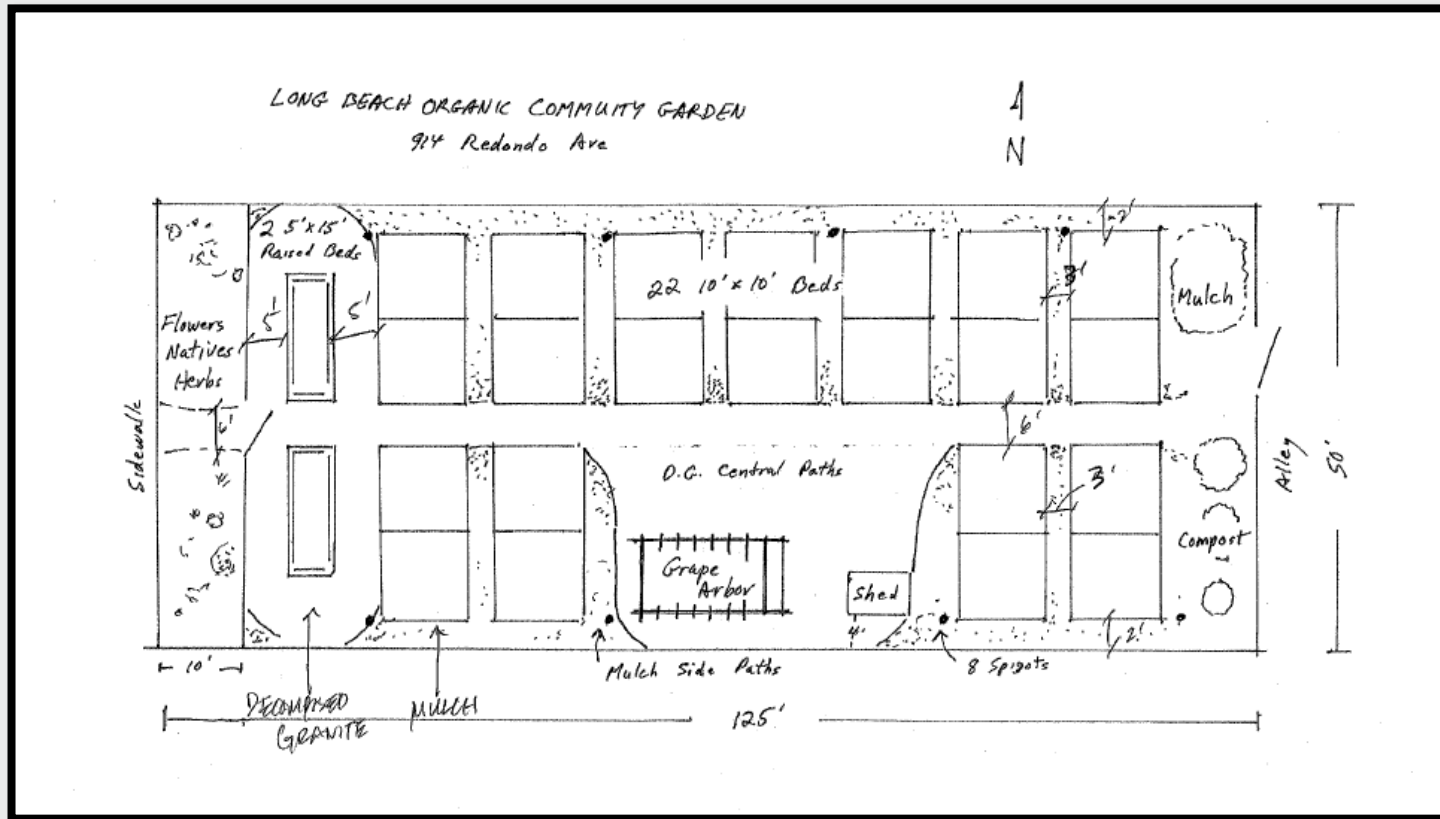 LONG BEACH ORGANIC COMMUITY GARDEN
914 Redondo Ave
N
2 5'x15'
Raised Beds
22 10'x10' Beds
2'
3'
Mulch
5'
5'
Flowers
Natives
Herbs
6'
6'
Sidewalk
D.G. Central Paths
3'
Alley
50'
Compost
Grape
Arbor
Shed
4'
2'
10'
Mulch Side Paths
8 Spigots
DECOMPOSED
GRANITE
MULCH
125'